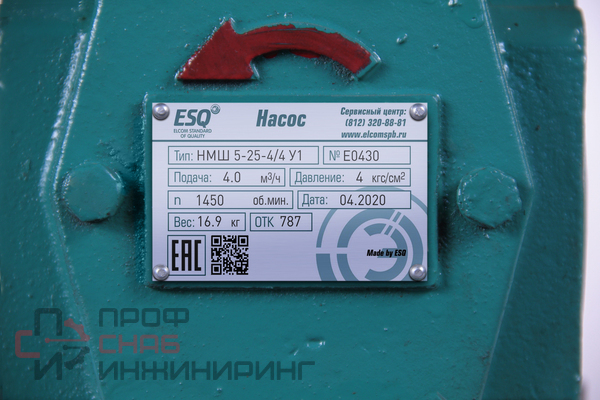 ESQ
ELCOM STANDARD
OF QUALITY
Насос
Сервисный центр:
(812) 320-88-81
www.elcomspb.ru
Тип: НМШ 5-25-4/4 У1 № E0430
Подача: 4.0 м³/ч Давление: 4 кгс/см²
n 1450 об.мин. Дата: 04.2020
Вес: 16.9 кг ОТК 787
EAC
Made by ESQ
ПРОФ
СНАБ
ИНЖИНИРИНГ